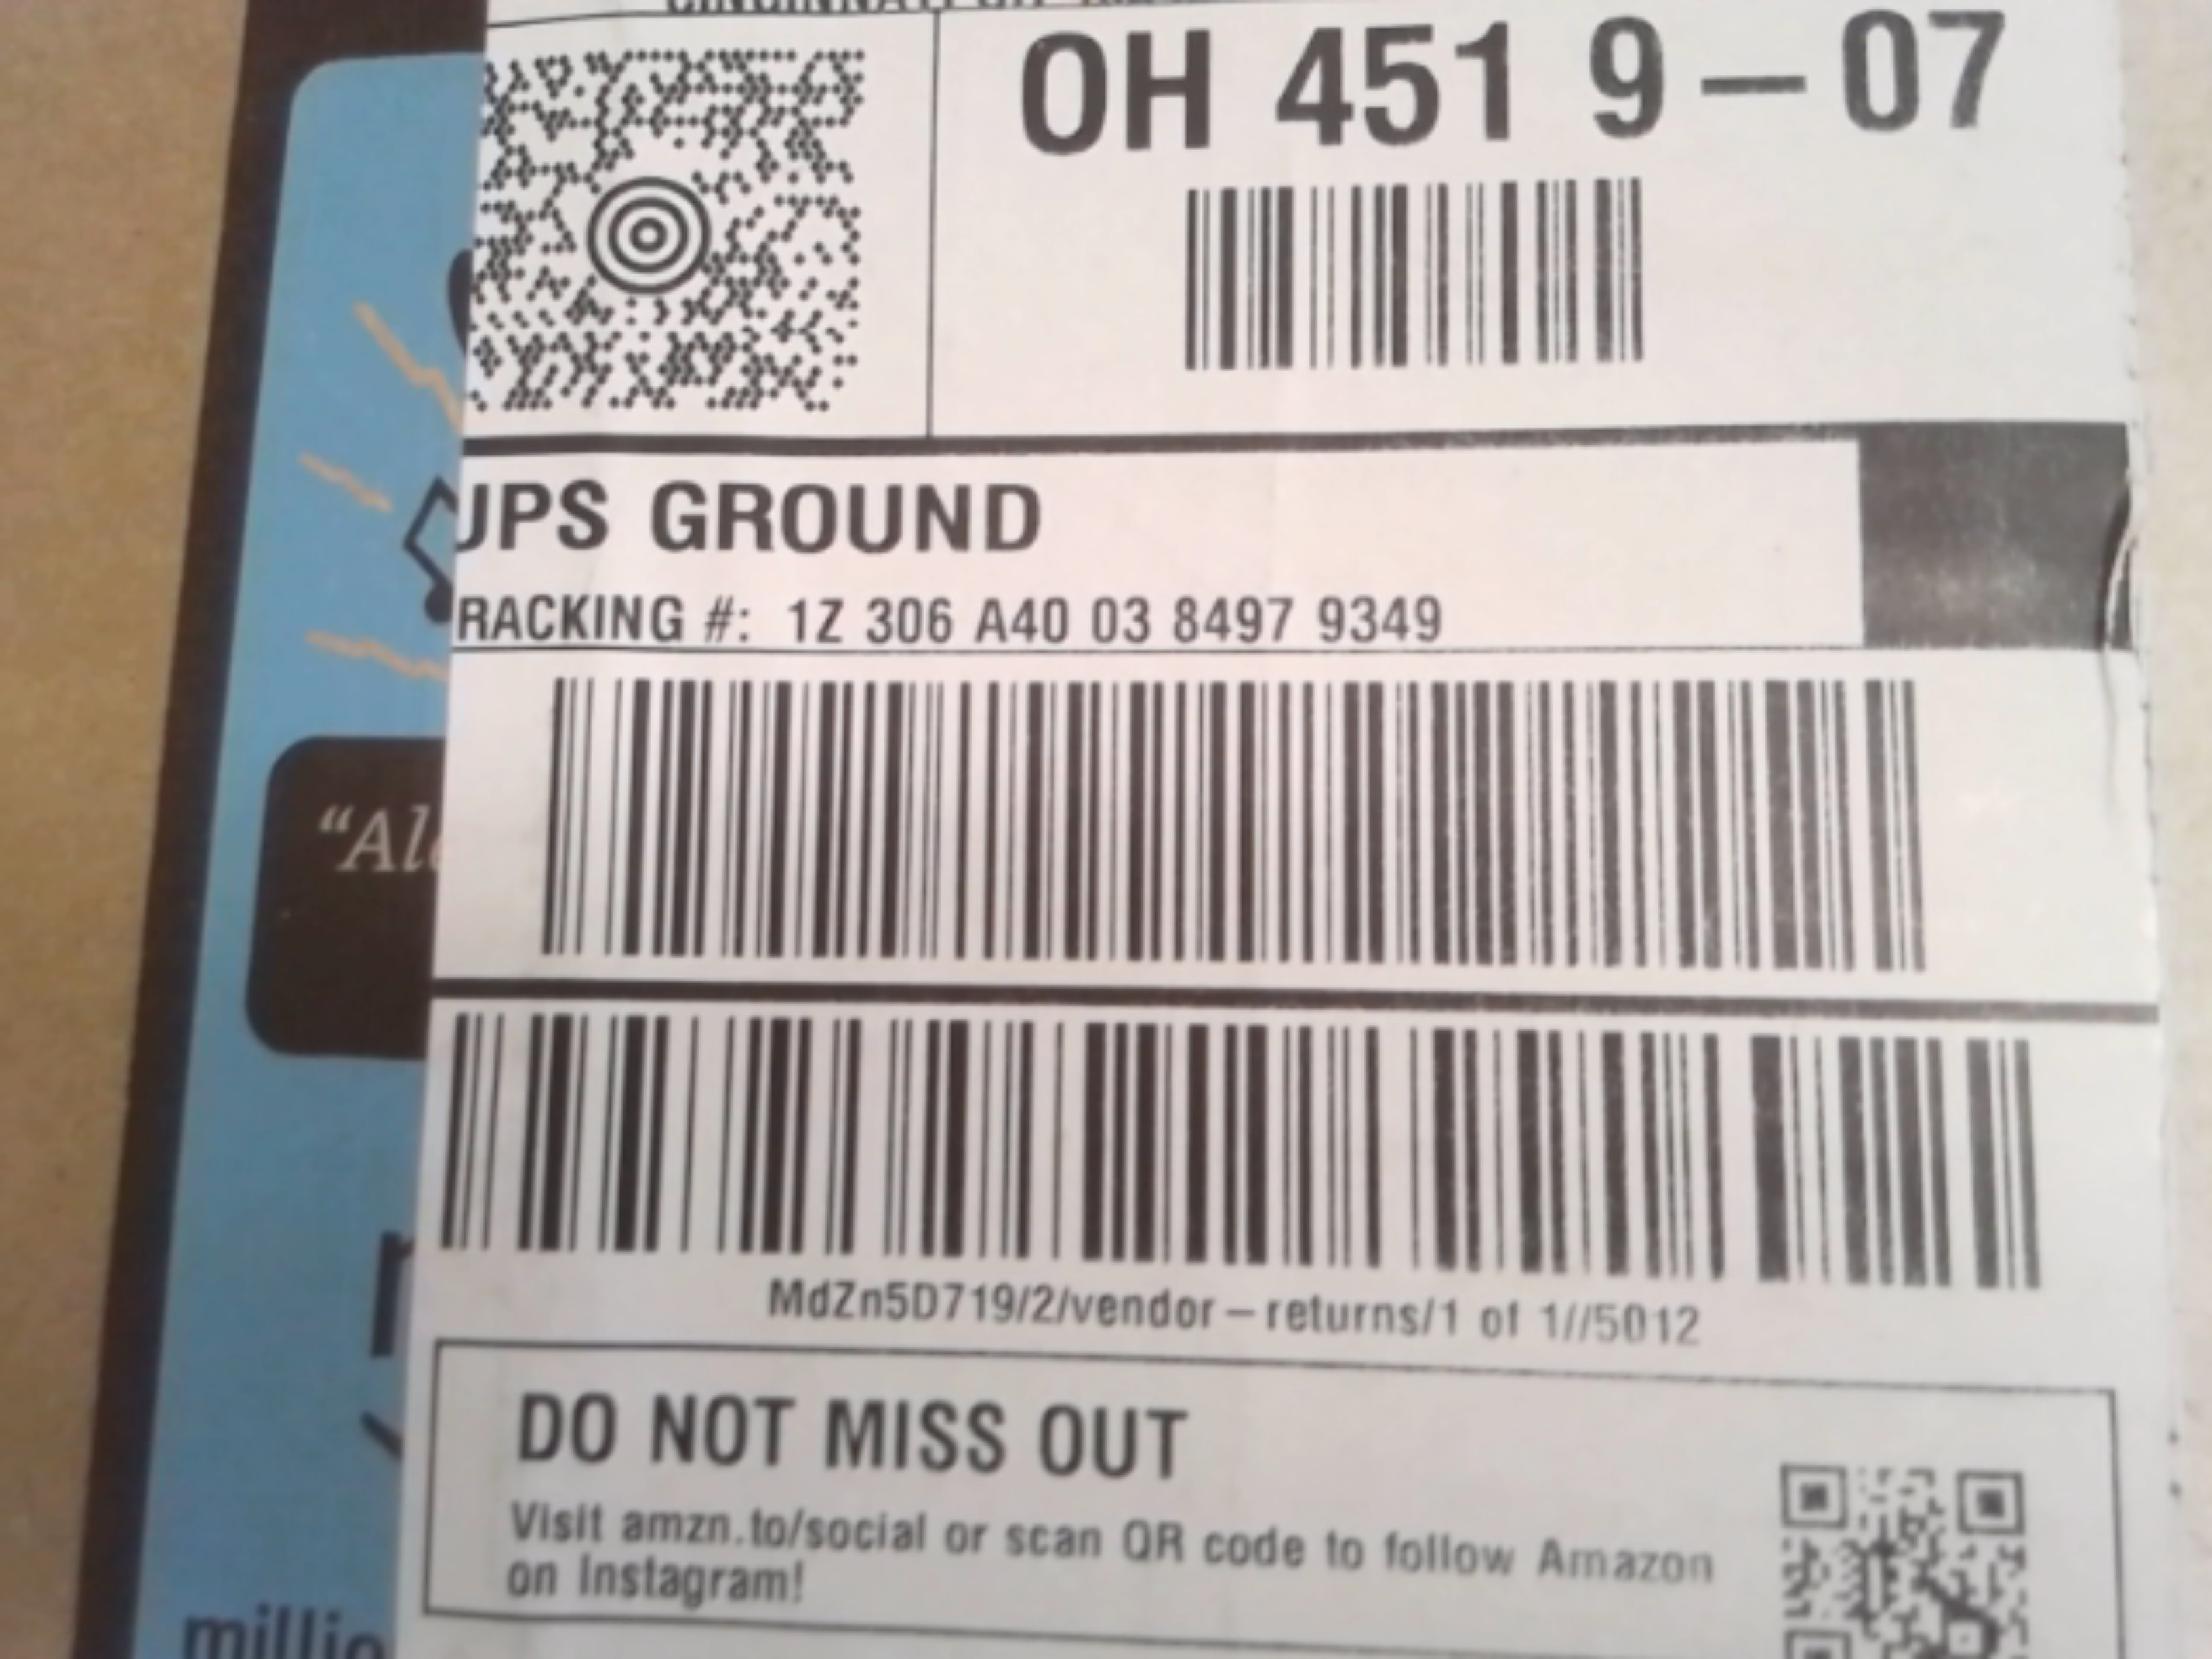 OH 451 9-07
UPS GROUND
RACKING #: 1Z 306 A40 03 8497 9349
"Al
MdZn5D719/2/vendor-returns/1 of 1//5012
DO NOT MISS OUT
Visit amzn.to/social or scan QR code to follow Amazon
on Instagram!
millio